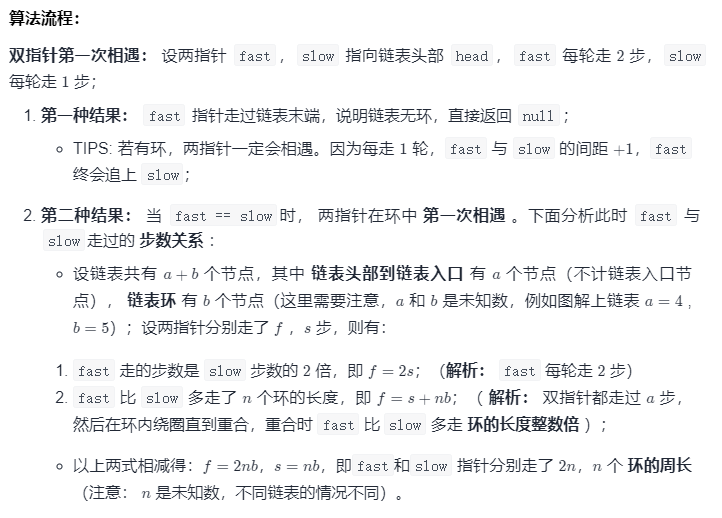 算法流程：
双指针第一次相遇： 设两指针 fast ， slow 指向链表头部 head ， fast 每轮走 2 步， slow
每轮走 1 步；
1. 第一种结果： fast 指针走过链表末端，说明链表无环，直接返回 null ；
TIPS: 若有环，两指针一定会相遇。因为每走 1 轮， fast 与 slow 的间距 +1，fast
终会追上 slow；
2. 第二种结果： 当 fast == slow 时， 两指针在环中 第一次相遇 。下面分析此时 fast 与
slow 走过的 步数关系 ：
设链表共有 a+b 个节点，其中 链表头部到链表入口 有 a 个节点（不计链表入口节
点）， 链表环 有 b 个节点（这里需要注意，a 和 b 是未知数，例如图解上链表 a=4 ,
b=5）；设两指针分别走了 f ，s 步，则有：
1. fast 走的步数是 slow 步数的 2 倍，即 f=2s；（解析： fast 每轮走 2 步）
2. fast 比 slow 多走了 n 个环的长度，即 f=s+nb；（ 解析： 双指针都走过 a 步，
然后在环内绕圈直到重合，重合时 fast 比 slow 多走 环的长度整数倍 ）；
以上两式相减得：f=2nb，s=nb，即fast和slow 指针分别走了 2n，n 个 环的周长
（注意： n 是未知数，不同链表的情况不同）。